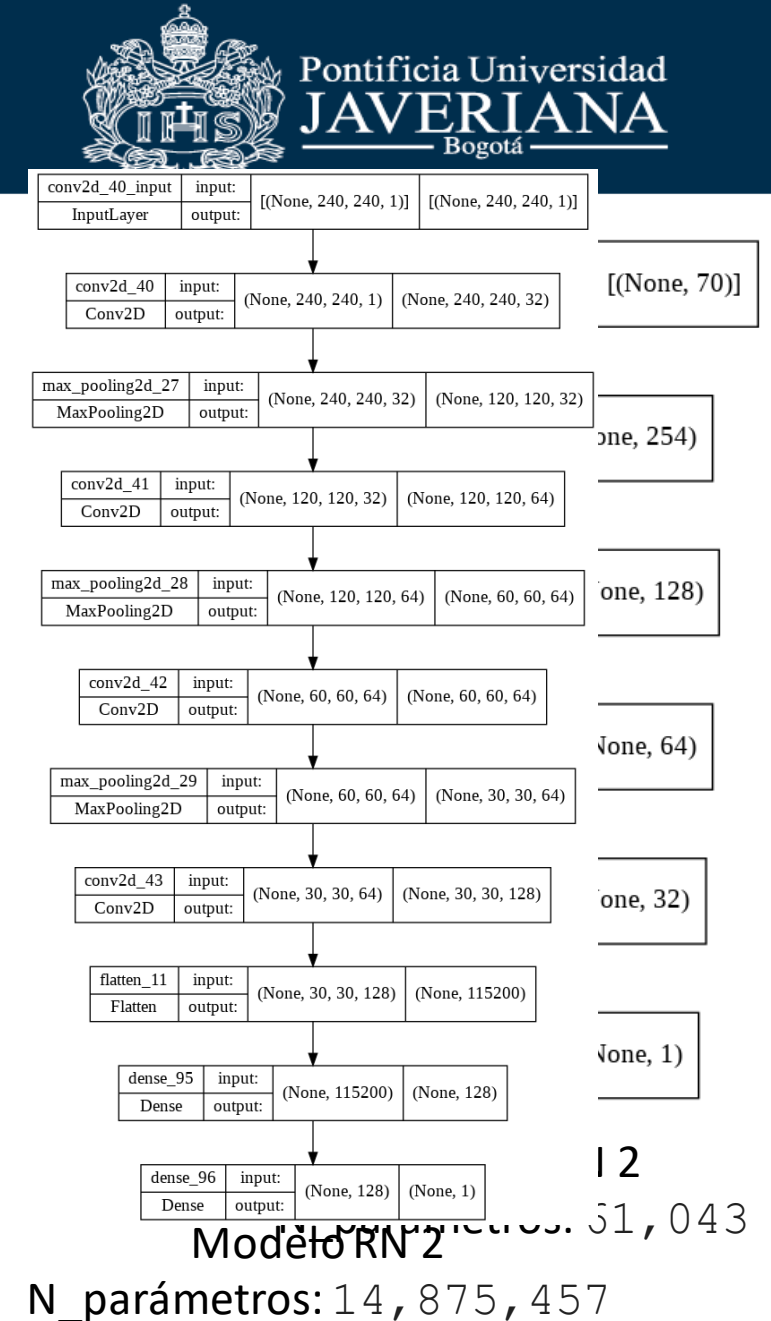 Pontificia Universidad
JAVERIANA
Bogotá
IHS
conv2d_40_input input: [(None, 240, 240, 1)] [(None, 240, 240, 1)]
InputLayer output:
[(None, 70)]
conv2d_40 input: (None, 240, 240, 1) (None, 240, 240, 32)
Conv2D output:
max_pooling2d_27 input: (None, 240, 240, 32) (None, 120, 120, 32)
MaxPooling2D output:
254)
conv2d_41 input: (None, 120, 120, 32) (None, 120, 120, 64)
Conv2D output:
max_pooling2d_28 input: (None, 120, 120, 64) (None, 60, 60, 64)
MaxPooling2D output:
128)
conv2d_42 input: (None, 60, 60, 64) (None, 60, 60, 64)
Conv2D output:
64)
max_pooling2d_29 input: (None, 60, 60, 64) (None, 30, 30, 64)
MaxPooling2D output:
conv2d_43 input: (None, 30, 30, 64) (None, 30, 30, 128)
Conv2D output:
32)
flatten_11 input: (None, 30, 30, 128) (None, 115200)
Flatten output:
1)
dense_95 input: (None, 115200) (None, 128)
Dense output:
dense_96 input: (None, 128) (None, 1)
Dense output:
2
61,043
Modelo RN 2
N_parámetros: 14,875,457